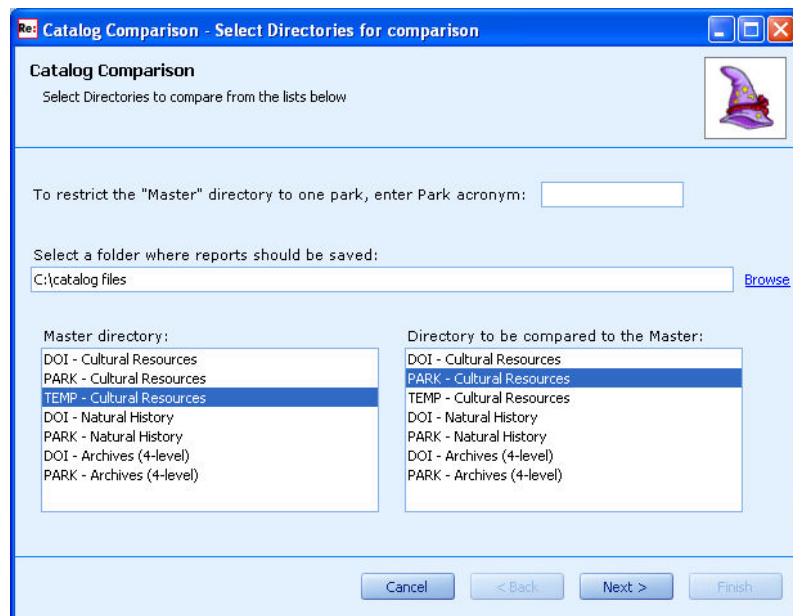 Re: Catalog Comparison - Select Directories for comparison
Catalog Comparison
Select Directories to compare from the lists below
To restrict the "Master" directory to one park, enter Park acronym:
Select a folder where reports should be saved:
C:\catalog files
Browse
Master directory:
DOI - Cultural Resources
PARK - Cultural Resources
TEMP - Cultural Resources
DOI - Natural History
PARK - Natural History
DOI - Archives (4-level)
PARK - Archives (4-level)
Directory to be compared to the Master:
DOI - Cultural Resources
PARK - Cultural Resources
TEMP - Cultural Resources
DOI - Natural History
PARK - Natural History
DOI - Archives (4-level)
PARK - Archives (4-level)
Cancel
< Back
Next >
Finish